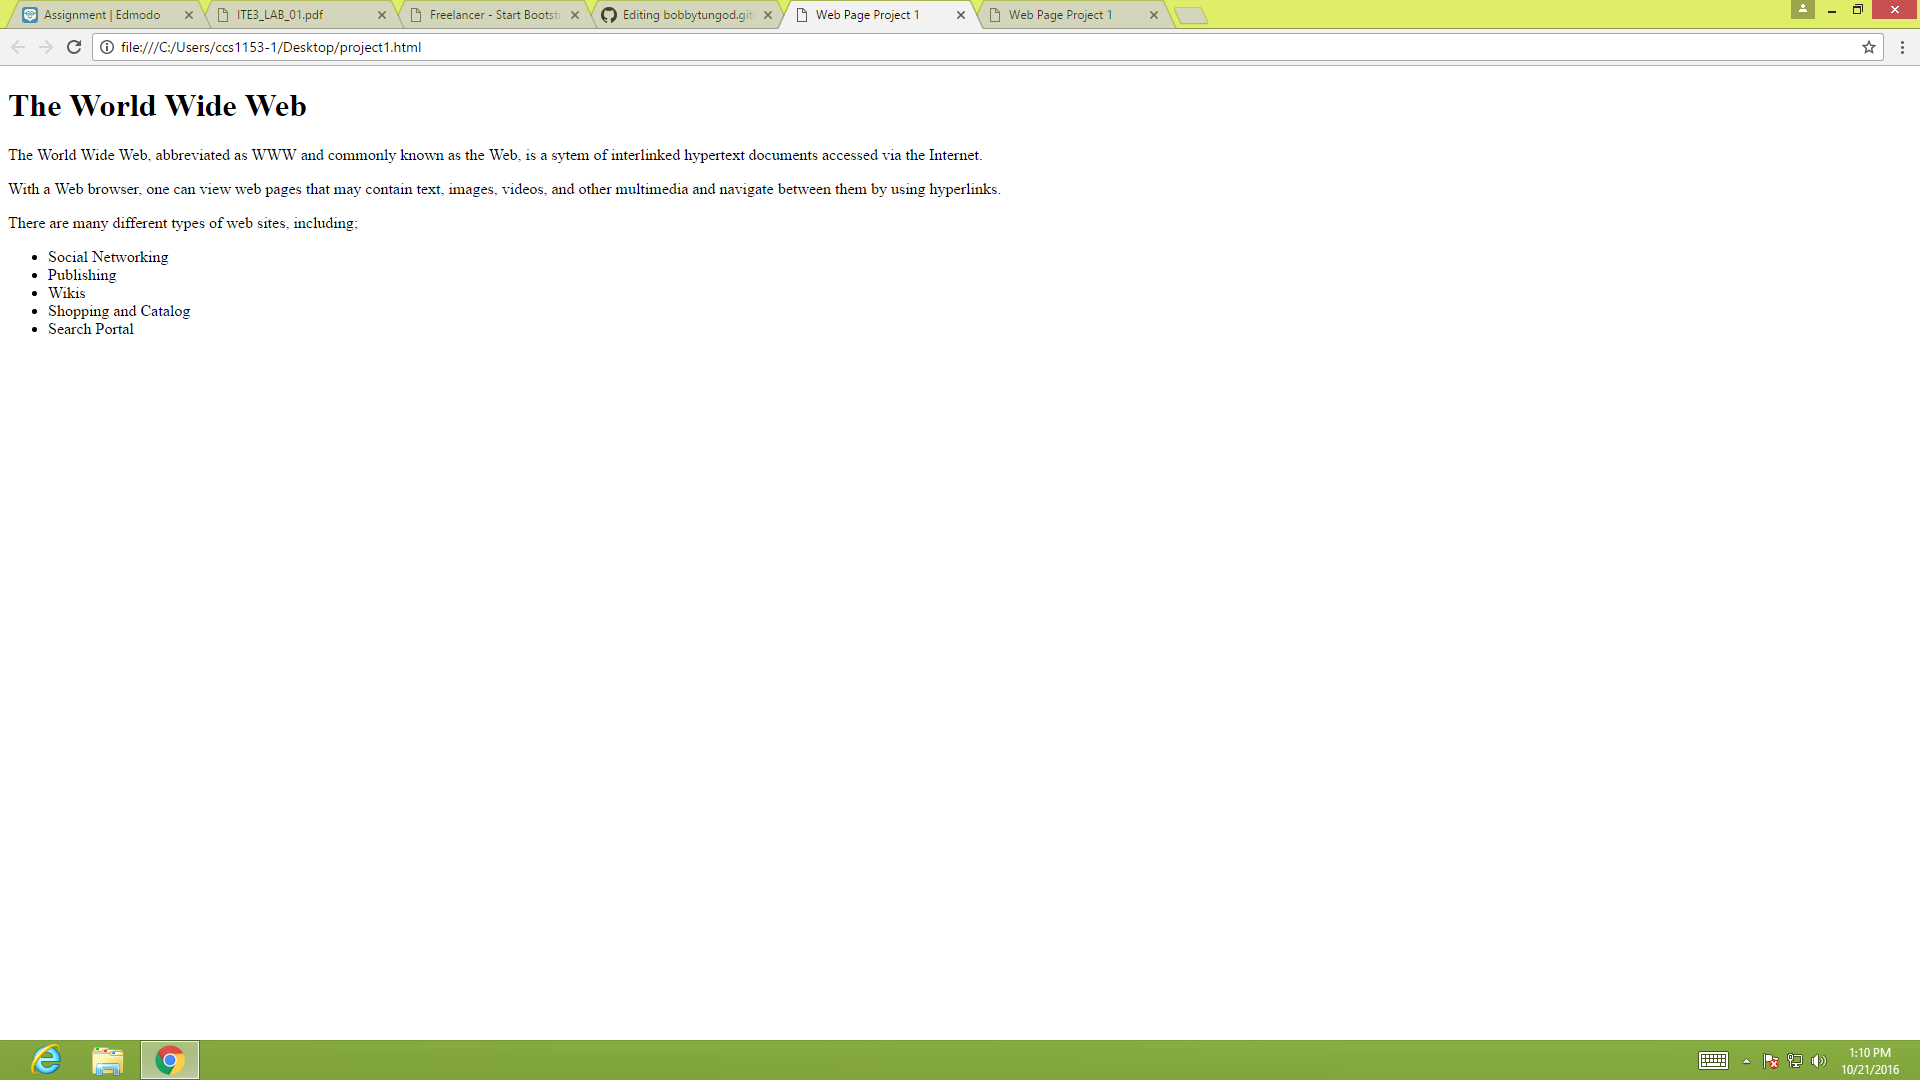 Assignment | Edmodo
ITE3_LAB_01.pdf
Freelancer - Start Bootstr
Editing bobbytungod.git
Web Page Project 1
Web Page Project 1
file:///C:/Users/ccs1153-1/Desktop/project1.html
The World Wide Web
The World Wide Web, abbreviated as WWW and commonly known as the Web, is a sytem of interlinked hypertext documents accessed via the Internet.
With a Web browser, one can view web pages that may contain text, images, videos, and other multimedia and navigate between them by using hyperlinks.
There are many different types of web sites, including;
Social Networking
Publishing
Wikis
Shopping and Catalog
Search Portal
1:10 PM
10/21/2016